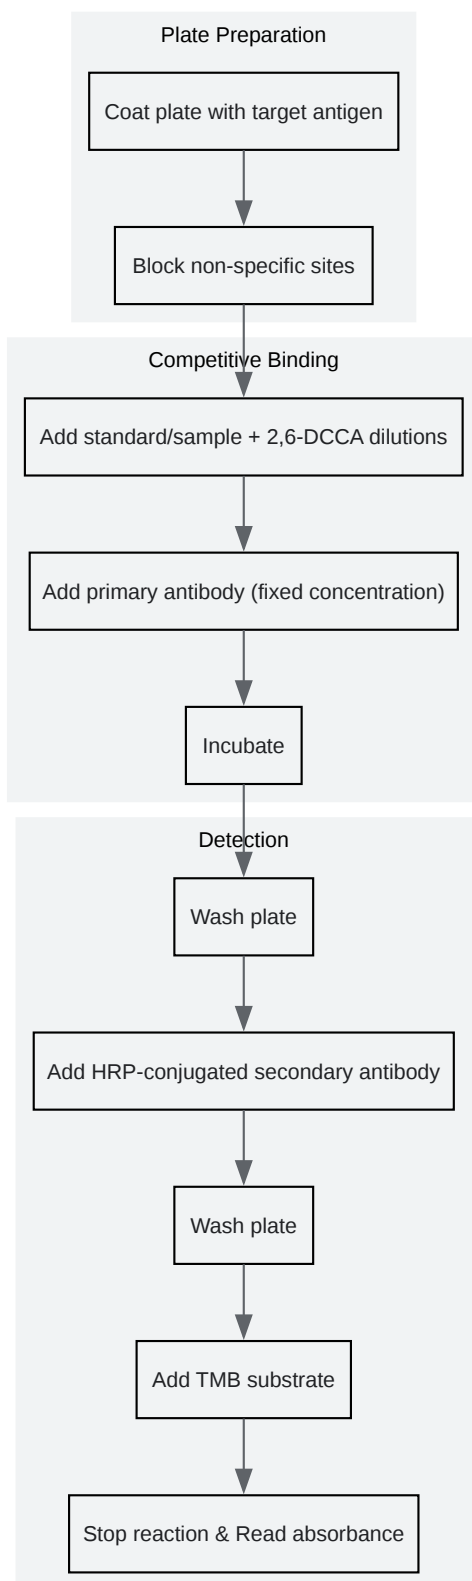 Plate Preparation
Coat plate with target antigen
Block non-specific sites
Competitive Binding
Add standard/sample + 2,6-DCCA dilutions
Add primary antibody (fixed concentration)
Incubate
Detection
Wash plate
Add HRP-conjugated secondary antibody
Wash plate
Add TMB substrate
Stop reaction & Read absorbance